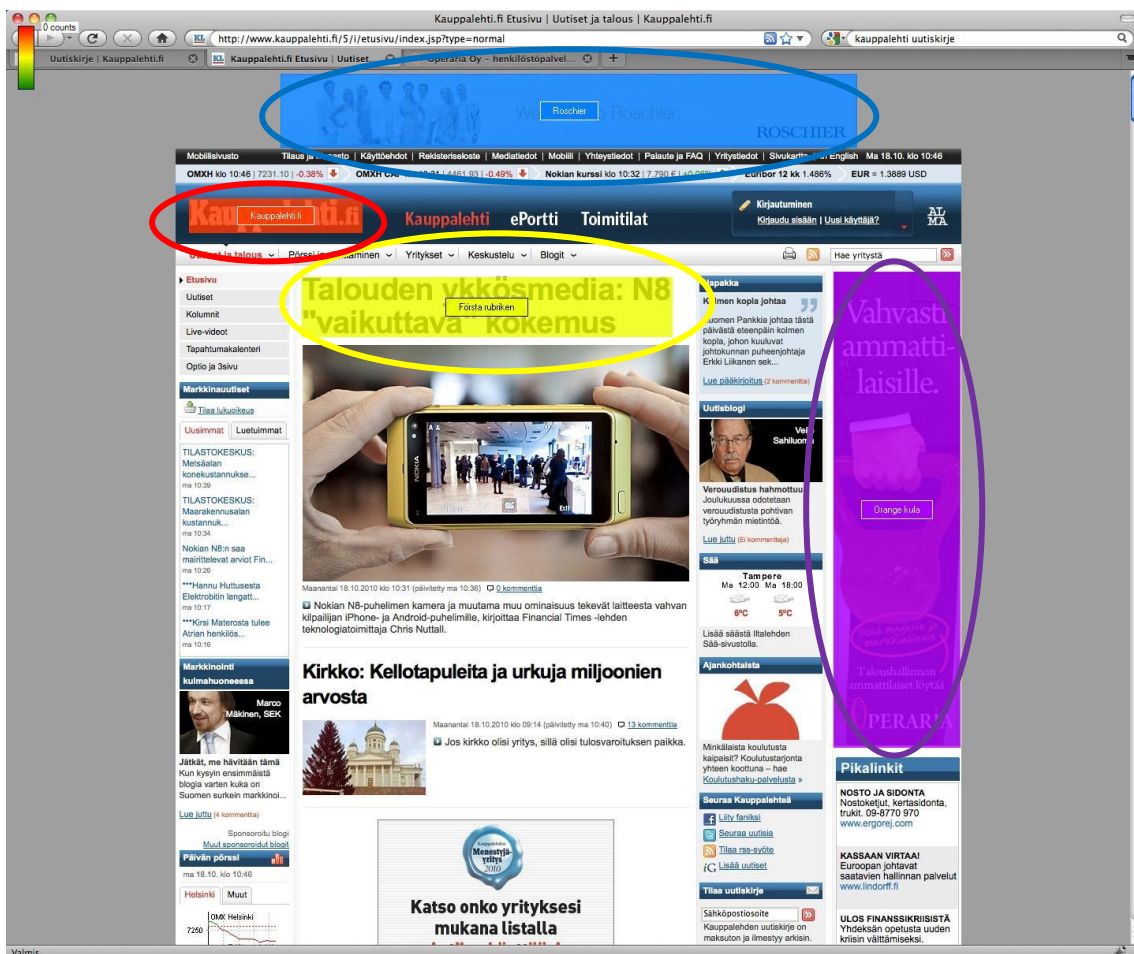 Kauppalehti.fi Etusivu | Uutiset ja talous | Kauppalehti.fi
0 counts
http://www.kauppalehti.fi/5/i/etusivu/index.jsp?type=normal
kauppalehti uutiskirje
Uutiskirje | Kauppalehti.fi
KL Kauppalehti.fi Etusivu | Uutiset...
Operaria Oy – henkilöstöpalvel...
Roschier
Roschier,
ROSCHIER
Mobiilisivusto
Käyttöehdot | Rekisteriseloste | Mediatiedot | Mobiili | Yhteystiedot | Palaute ja FAQ | Yritystiedot |
English Ma 18.10. klo 10:46
OMXH klo 10:46 | 7231.10 | -0.38%
4461.93 | -0.49%
Nokian kurssi klo 10:32 | 7.790 €
Euribor 12 kk 1.486%
EUR = 1.3889 USD
Kauppalehti.fi
Kauppalehti.fi
Kauppalehti ePortti Toimitilat
Kirjautuminen
Kirjaudu sisään | Uusi käyttäjä?
ALMA
Uutiset ja talous
Yritykset
Keskustelu
Blogit
Hae yritystä
Etusivu
Uutiset
Kolumnit
Live-videot
Tapahtumakalenteri
Optio ja 3sivu
Markkinauutiset
Tilaa lukuoikeus
Uusimmat Luetuimmat
TILASTOKESKUS:
Metsäalan
konekustannukse...
ma 10:39
TILASTOKESKUS:
Maarakennusalan
kustannuk...
ma 10:34
Nokian N8:n saa
mairittelevat arviot Fin...
ma 10:26
***Hannu Huttusesta
Elektrobitin langatt...
ma 10:17
***Kirsi Materosta tulee
Atrian henkilös...
ma 10:16
Markkinointi
kulmahuoneessa
Marco
Mäkinen, SEK
Jätkät, me hävitään tämä
Kun kysyin ensimmäistä
blogia varten kuka on
Suomen surkein markkinoi...
Lue juttu (4 kommenttia)
Sponsoroitu blogi
Muut sponsoroidut blogit
Päivän pörssi
ma 18.10. klo 10:46
Helsinki Muut
OMX Helsinki
7250
Talouden ykkösmedia: N8
Första rubriken
"vaikuttava" kokemus
NOKIA
Exit
Maanantai 18.10.2010 klo 10:31 (päivitetty ma 10:36) 0 kommenttia
Nokian N8-puhelimen kamera ja muutama muu ominaisuus tekevät laitteesta vahvan
kilpailijan iPhone- ja Android-puhelimille, kirjoittaa Financial Times -lehden
teknologiatoimittaja Chris Nuttall.
Kirkko: Kellotapuleita ja urkuja miljoonien
arvosta
Maanantai 18.10.2010 klo 09:14 (päivitetty ma 10:40) 13 kommenttia
Jos kirkko olisi yritys, sillä olisi tulosvaroituksen paikka.
Kauppalehden
Menestyjä-
yritys
2010
Katso onko yrityksesi
mukana listalla
Kolmen kopla johtaa
Suomen Pankkia johtaa tästä
päivästä eteenpäin kolmen
kopla, johon kuuluvat
johtokunnan puheenjohtaja
Erkki Liikanen sek...
Lue pääkirjoitus (2 kommenttia)
Uutisblogi
Sahiluoma
Verouudistus hahmottuu
Joulukuussa odotetaan
verouudistusta pohtivan
työryhmän mietintöä.
Lue juttu (Ei kommentteja)
Sää
Tampere
Ma 12:00 Ma 18:00
6°C 5°C
Lisää säästä Iltalehden
Sää-sivustolla.
Ajankohtaista
Minkälaista koulutusta
kaipaisit? Koulutustarjonta
yhteen koottuna – hae
Koulutushaku-palvelusta »
Seuraa Kauppalehteä
Liity faniksi
Seuraa uutisia
Tilaa rss-syöte
iG Lisää uutiset
Tilaa uutiskirje
Sähköpostiosoite
Kauppalehden uutiskirje on
maksuton ja ilmestyy arkisin.
Vahvasti
ammatti-
laisille.
Orange kula
Taloushallinnon
ammattilaiset löytää
OPERARIA
Pikalinkit
NOSTO JA SIDONTA
Nostoketjut, kertasidonta,
trukit. 09-8770 970
www.ergorej.com
KASSAAN VIRTAA!
Euroopan johtavat
saatavien hallinnan palvelut
www.lindorff.fi
ULOS FINANSSIKRIISISTÄ
Yhdeksän opetusta uuden
kriisin välttämiseksi.
Valmis